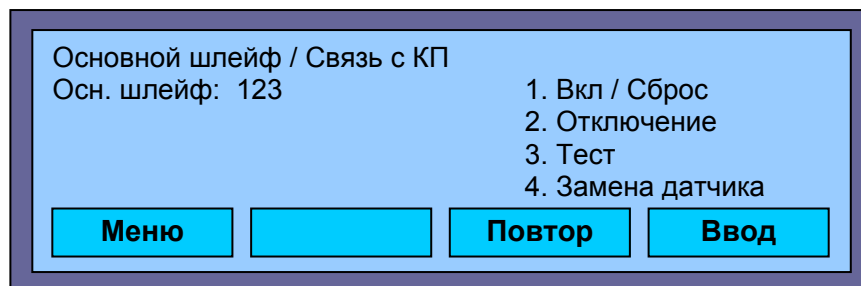 Основной шлейф / Связь с КП
Осн. шлейф: 123
1. Вкл / Сброс
2. Отключение
3. Тест
4. Замена датчика
Меню
Повтор
Ввод